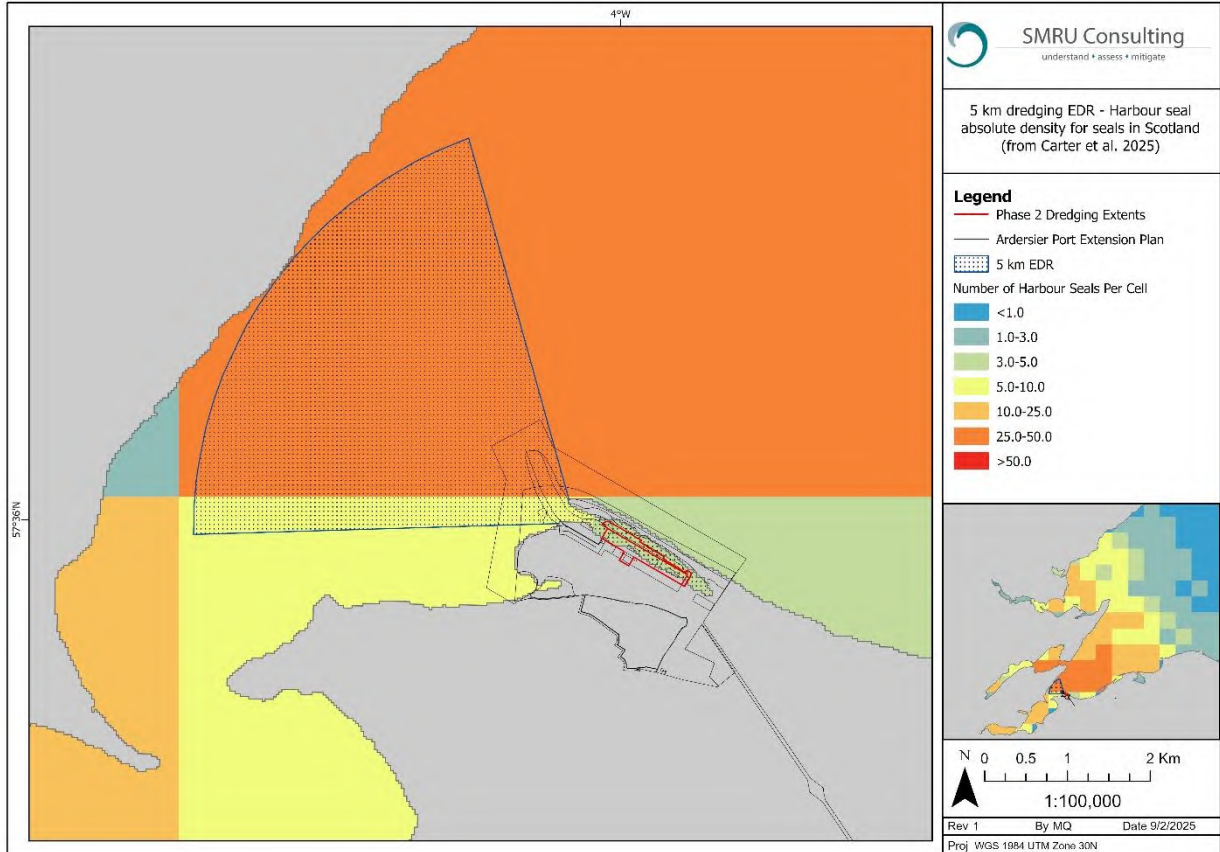 4°W
57°36'N
SMRU Consulting
understand • assess • mitigate
5 km dredging EDR - Harbour seal
absolute density for seals in Scotland
(from Carter et al. 2025)
Legend
Phase 2 Dredging Extents
Ardersier Port Extension Plan
5 km EDR
Number of Harbour Seals Per Cell
<1.0
1.0-3.0
3.0-5.0
5.0-10.0
10.0-25.0
25.0-50.0
>50.0
N 0 0.5 1 2 Km
1:100,000
Rev 1 By MQ Date 9/2/2025
Proj WGS 1984 UTM Zone 30N